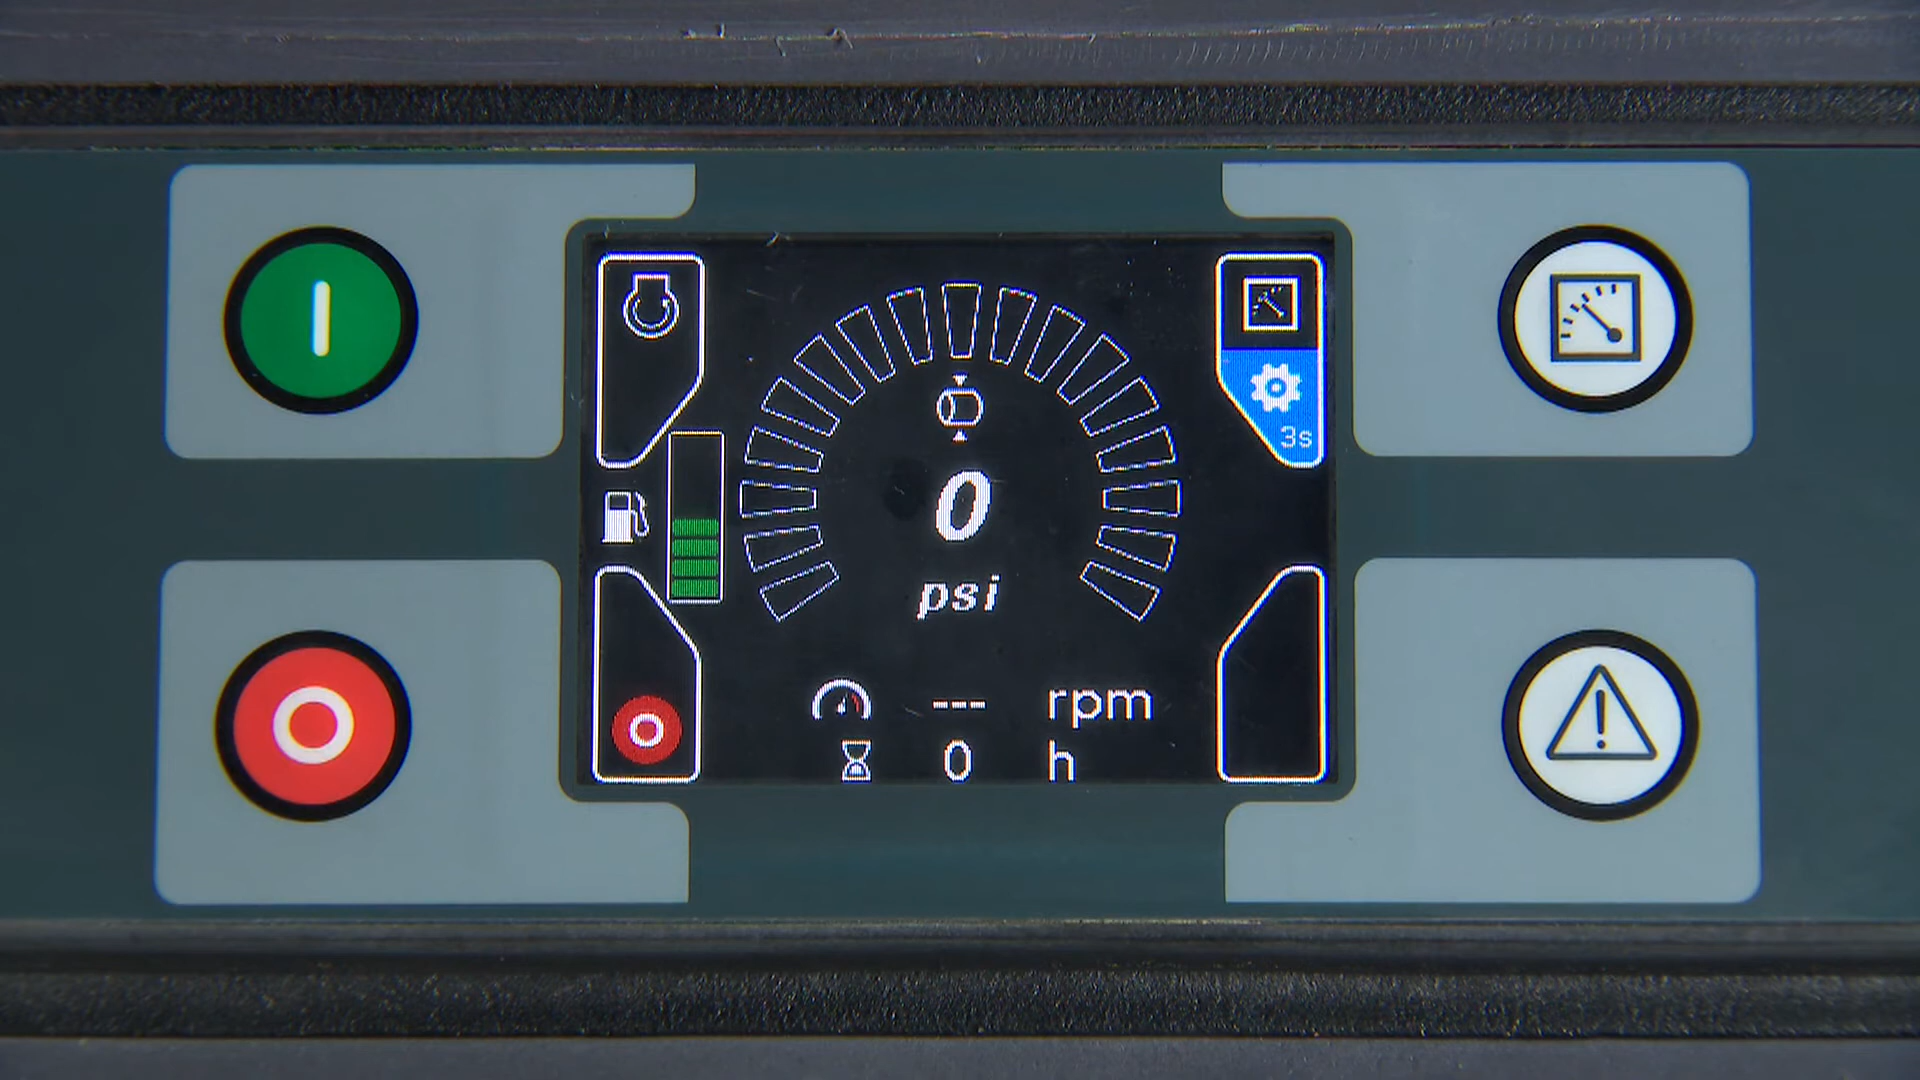 3s
0
psi
--- rpm
0 h